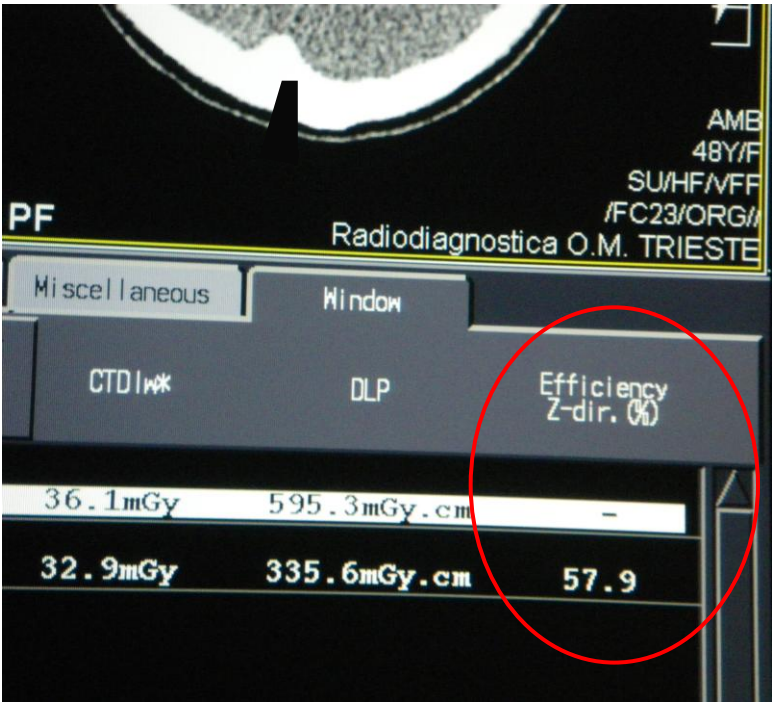 AMB
48Y/F
SU/HF/VFF
/FC23/ORG//
PF
Radiodiagnostica O.M. TRIESTE
Miscellaneous
Window
CTDIw*
DLP
Efficiency
Z-dir.(%)
36.1mGy 595.3mGy.cm -
32.9mGy 335.6mGy.cm 57.9